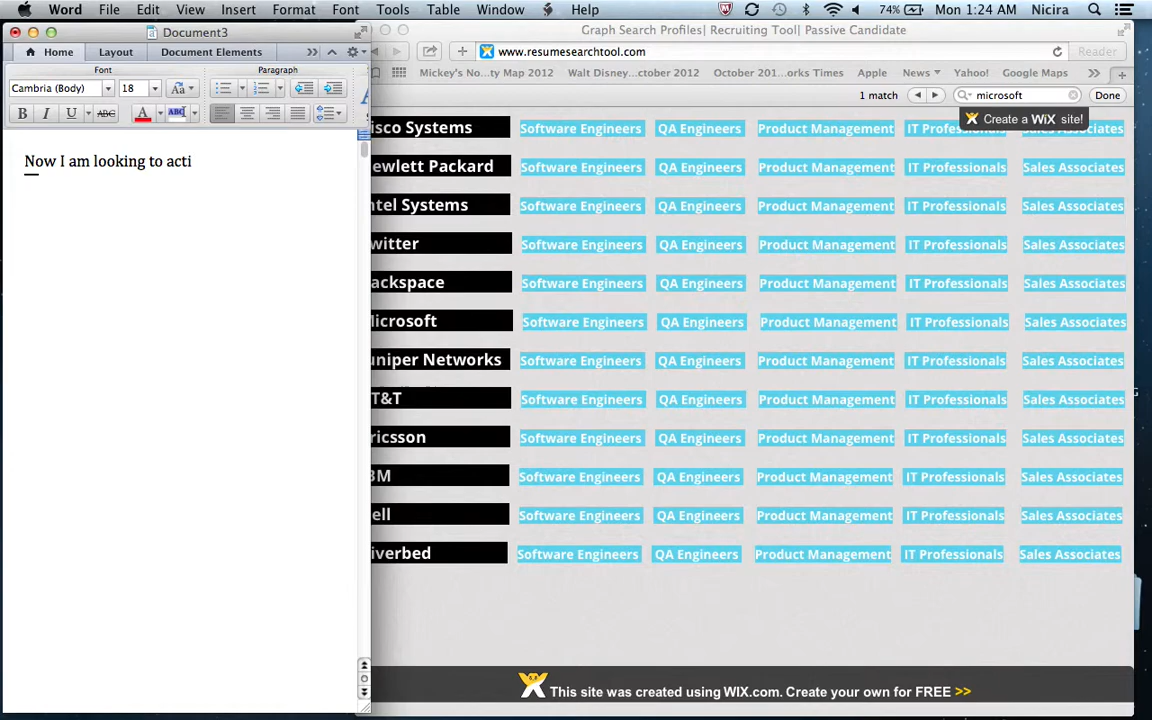 Word File Edit View Insert Format Font Tools Table Window Help 74% Mon 1:24 AM Nicira
Document3
Home Layout Document Elements
Font Paragraph
Cambria (Body) 18 Aa
B I U ABC A ABC
Now I am looking to acti
Graph Search Profiles| Recruiting Tool| Passive Candidate
www.resumesearchtool.com Reader
Mickey's No...ty Map 2012 Walt Disney...ctober 2012 October 201...orks Times Apple News Yahoo! Google Maps
1 match microsoft Done
Create a WiX site!
isco Systems Software Engineers QA Engineers Product Management IT Professionals Sales Associates
ewlett Packard Software Engineers QA Engineers Product Management IT Professionals Sales Associates
ntel Systems Software Engineers QA Engineers Product Management IT Professionals Sales Associates
witter Software Engineers QA Engineers Product Management IT Professionals Sales Associates
ackspace Software Engineers QA Engineers Product Management IT Professionals Sales Associates
Microsoft Software Engineers QA Engineers Product Management IT Professionals Sales Associates
uniper Networks Software Engineers QA Engineers Product Management IT Professionals Sales Associates
T&T Software Engineers QA Engineers Product Management IT Professionals Sales Associates
ricsson Software Engineers QA Engineers Product Management IT Professionals Sales Associates
BM Software Engineers QA Engineers Product Management IT Professionals Sales Associates
ell Software Engineers QA Engineers Product Management IT Professionals Sales Associates
iverbed Software Engineers QA Engineers Product Management IT Professionals Sales Associates
This site was created using WIX.com. Create your own for FREE >>